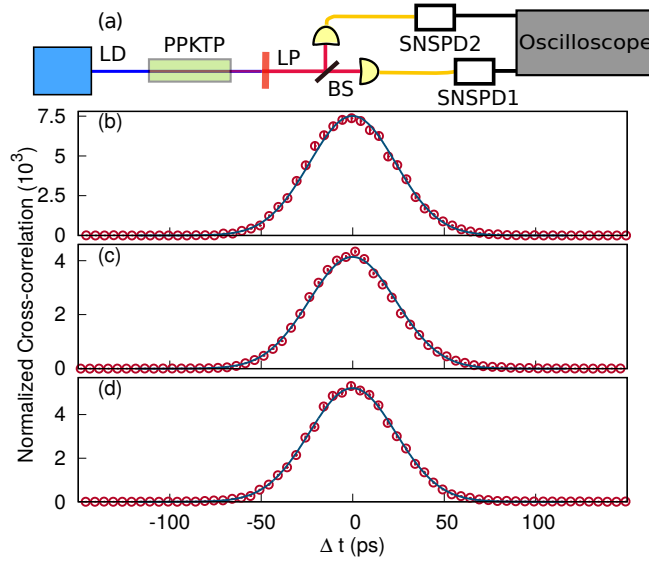 (a)
LD PPKTP LP BS
SNSPD2
SNSPD1
Oscilloscope
Normalized Cross-correlation (10³)
(b)
7.5
5
2.5
0
(c)
4
2
0
(d)
4
2
0
-100 -50 0 50 100
Δ t (ps)